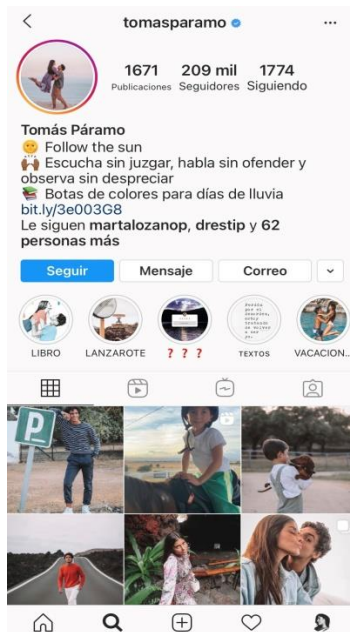 tomasparamo
1671 209 mil 1774
Publicaciones Seguidores Siguiendo
Tomás Páramo
Follow the sun
Escucha sin juzgar, habla sin ofender y
observa sin despreciar
Botas de colores para días de lluvia
bit.ly/3e003G8
Le siguen martalozanop, drestip y 62
personas más
Seguir Mensaje Correo
LIBRO LANZAROTE ? ? ? TEXTOS VACACION...
P